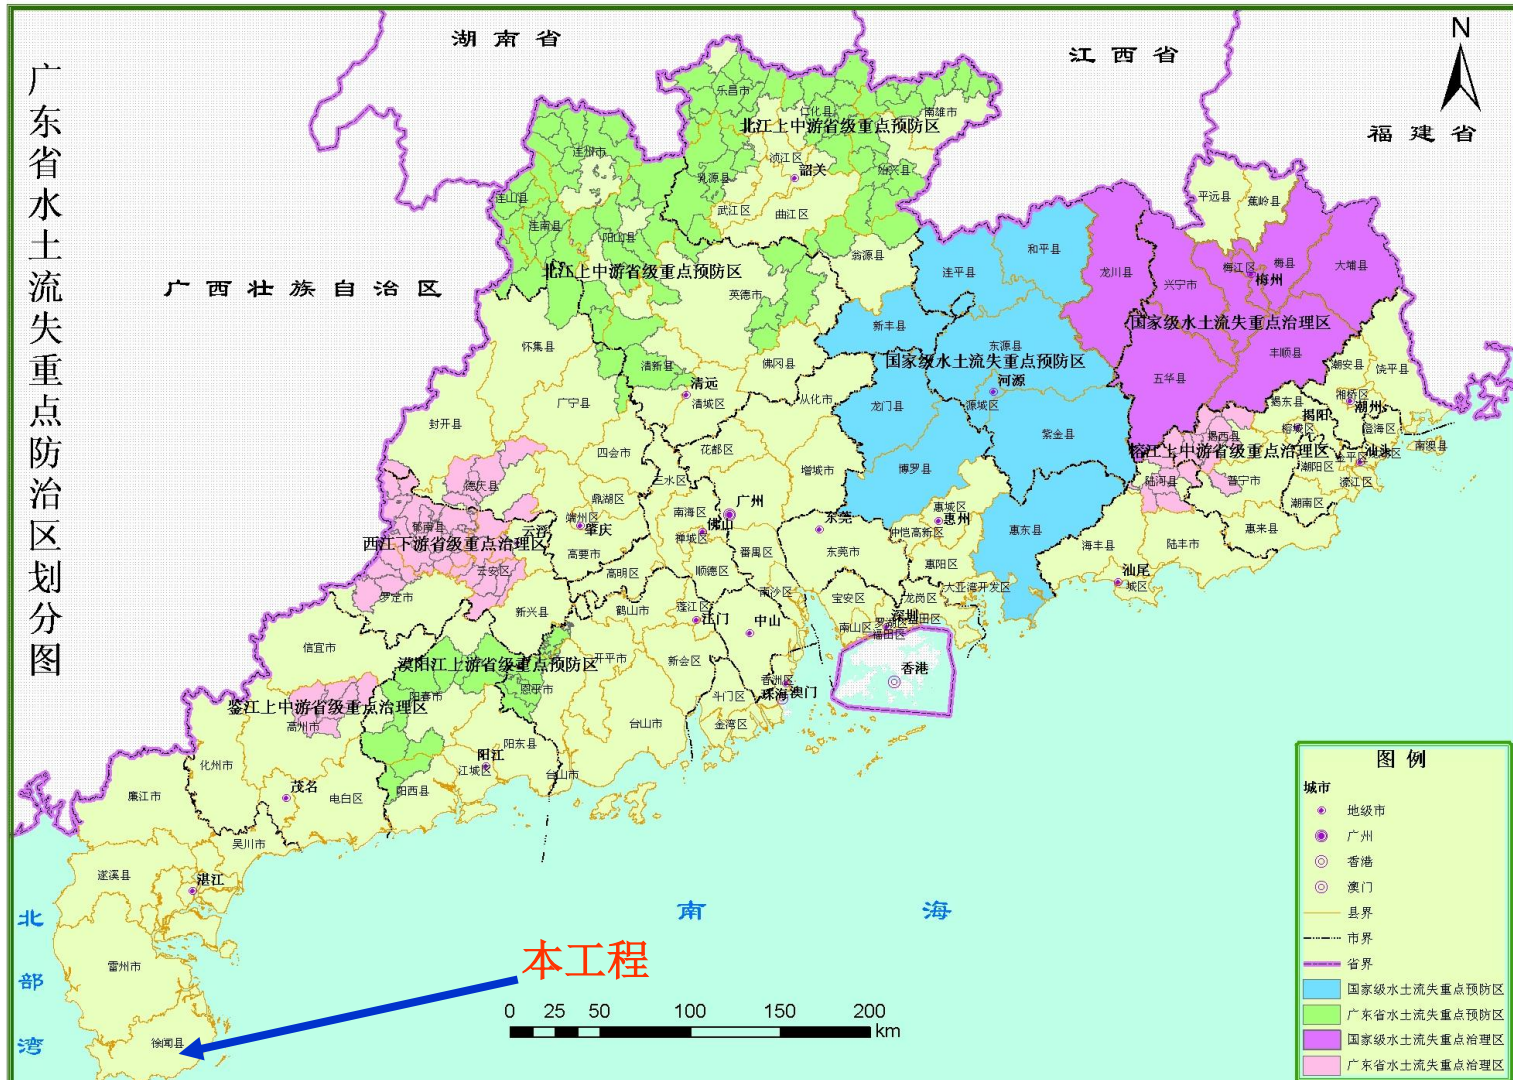 广东省水土流失重点防治区划分图
湖南省
江西省
福建省
广西壮族自治区
N
乐昌市
仁化县
南雄市
北江上中游省级重点预防区
浈江区
韶关
始兴县
乳源县
武江区
曲江区
翁源县
连州市
连山县
连南县
阳山县
北江上中游省级重点预防区
英德市
平远县
蕉岭县
和平县
连平县
龙川县
兴宁市
梅江区
梅县
梅州
大埔县
国家级水土流失重点治理区
丰顺县
五华县
新丰县
东源县
国家级水土流失重点预防区
河源
源城区
紫金县
龙门县
博罗县
怀集县
清新县
佛冈县
清远
清城区
广宁县
从化市
封开县
四会市
花都区
增城市
潮安县
饶平县
湘桥区
潮州
揭东县
揭阳
榕城区
澄海区
南澳县
揭西县
榕江上中游省级重点治理区
汕头
潮阳区
濠江区
普宁市
陆河县
潮南区
惠来县
海丰县
陆丰市
汕尾
城区
德庆县
郁南县
云浮
西江下游省级重点治理区
云安区
罗定市
新兴县
端州区
肇庆
鼎湖区
高要市
高明区
三水区
南海区
广州
佛山
禅城区
顺德区
番禺区
南沙区
东莞
东莞市
惠城区
惠州
仲恺高新区
惠阳区
惠东县
大亚湾开发区
宝安区
龙岗区
深圳
罗湖区
南山区
福田区
香港
鹤山市
蓬江区
江门
中山
新会区
开平市
恩平市
台山市
斗门区
香洲区
珠海
澳门
金湾区
信宜市
漠阳江上游省级重点预防区
阳春市
鉴江上中游省级重点治理区
高州市
阳东县
阳江
江城区
台山市
阳西县
化州市
茂名
电白区
廉江市
吴川市
遂溪县
湛江
雷州市
徐闻县
北部湾
南海
本工程
0 25 50 100 150 200
km
图例
城市
地级市
广州
香港
澳门
县界
市界
省界
国家级水土流失重点预防区
广东省水土流失重点预防区
国家级水土流失重点治理区
广东省水土流失重点治理区